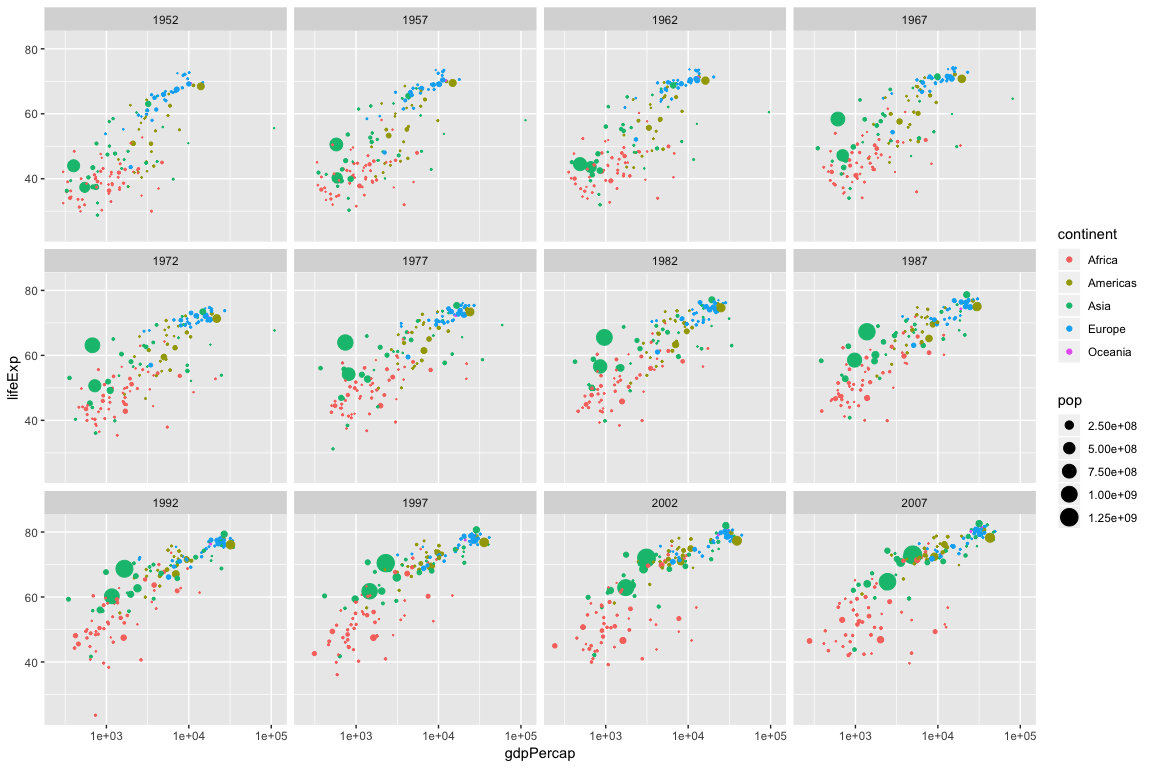 1952
1957
1962
1967
80
60
40
1972
1977
1982
1987
80
60
40
1992
1997
2002
2007
80
60
40
1e+03
1e+04
1e+05
1e+03
1e+04
1e+05
1e+03
1e+04
1e+05
1e+03
1e+04
1e+05
gdpPercap
lifeExp
continent
Africa
Americas
Asia
Europe
Oceania
pop
2.50e+08
5.00e+08
7.50e+08
1.00e+09
1.25e+09